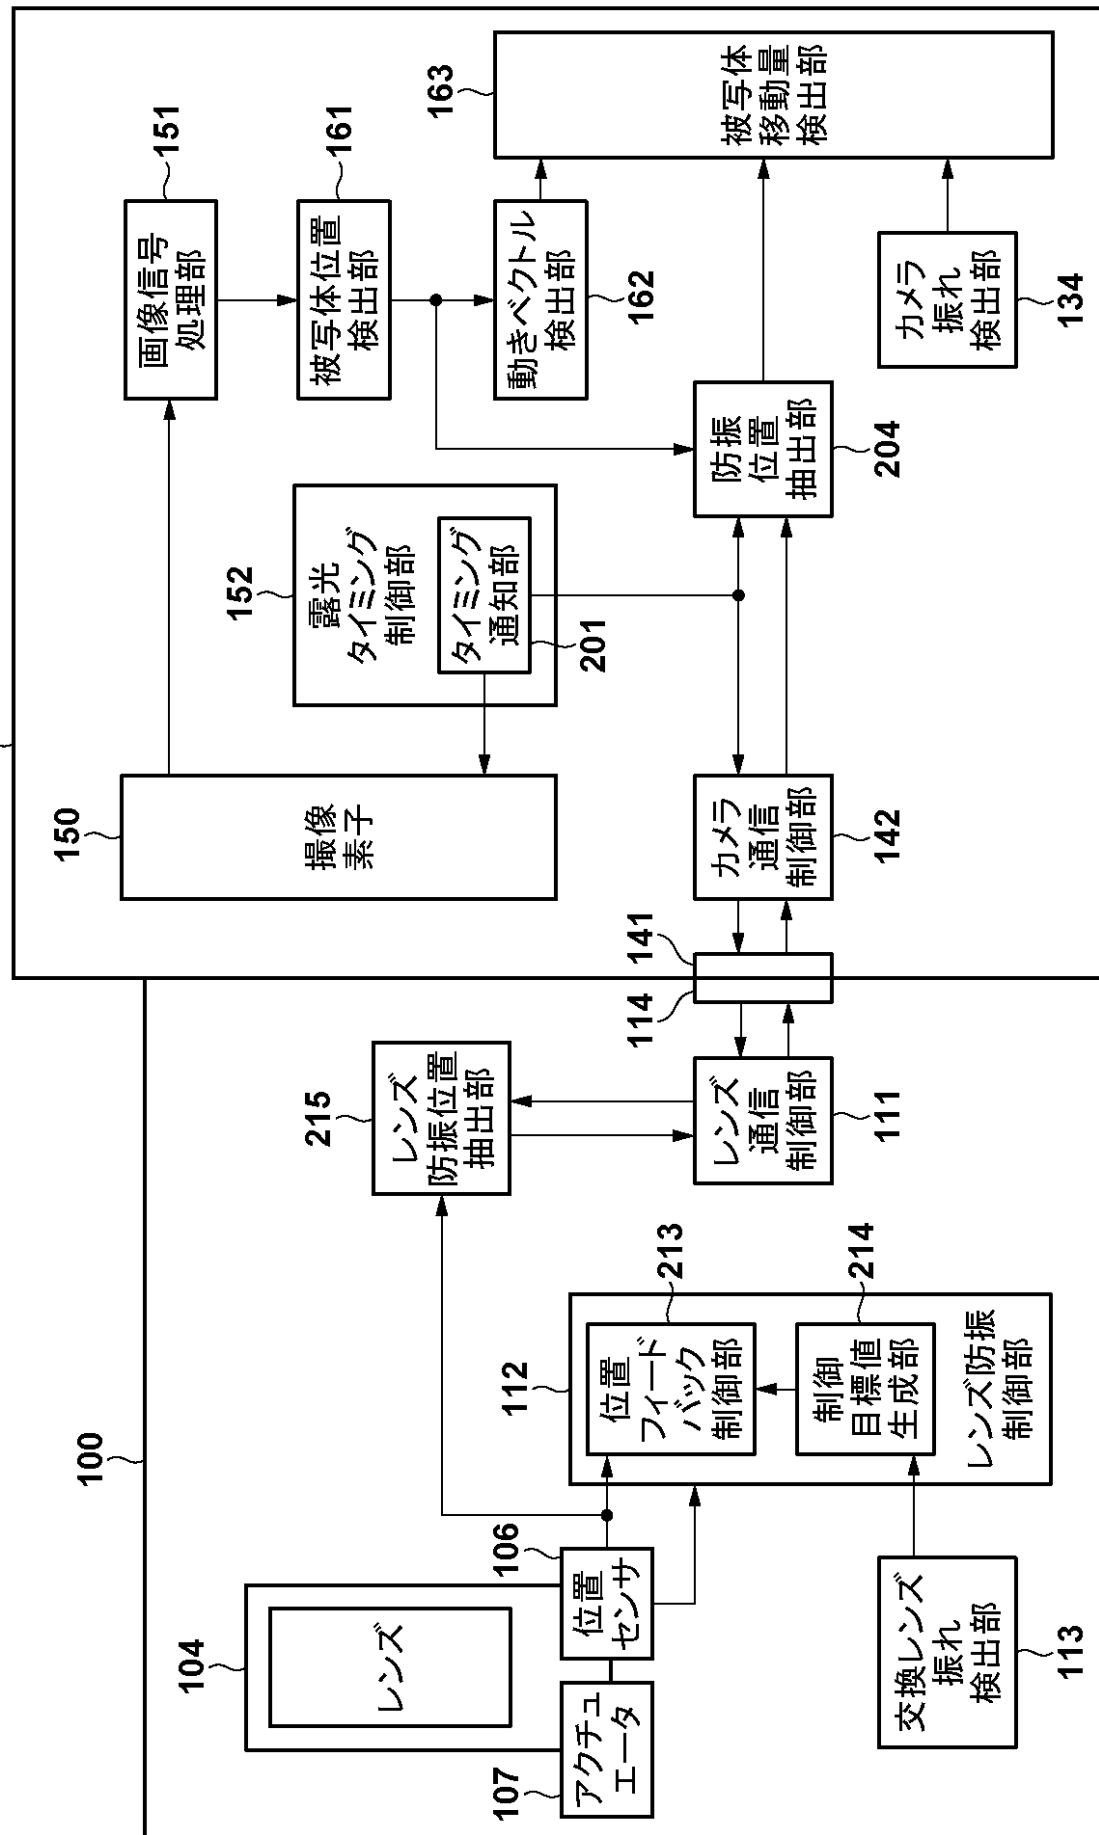 100
104
レンズ
107
アクチュ
エータ
106
位置
センサ
112
213
位置
フィード
バック
制御部
214
制御
目標値
生成部
レンズ防振
制御部
113
交換レンズ
振れ
検出部
215
レンズ
防振位置
抽出部
111
レンズ
通信
制御部
114
141
150
撮像
素子
142
カメラ
通信
制御部
152
露光
タイミング
制御部
201
タイミング
通知部
151
画像信号
処理部
161
被写体位置
検出部
162
動きベクトル
検出部
204
防振
位置
抽出部
163
被写体
移動量
検出部
134
カメラ
振れ
検出部